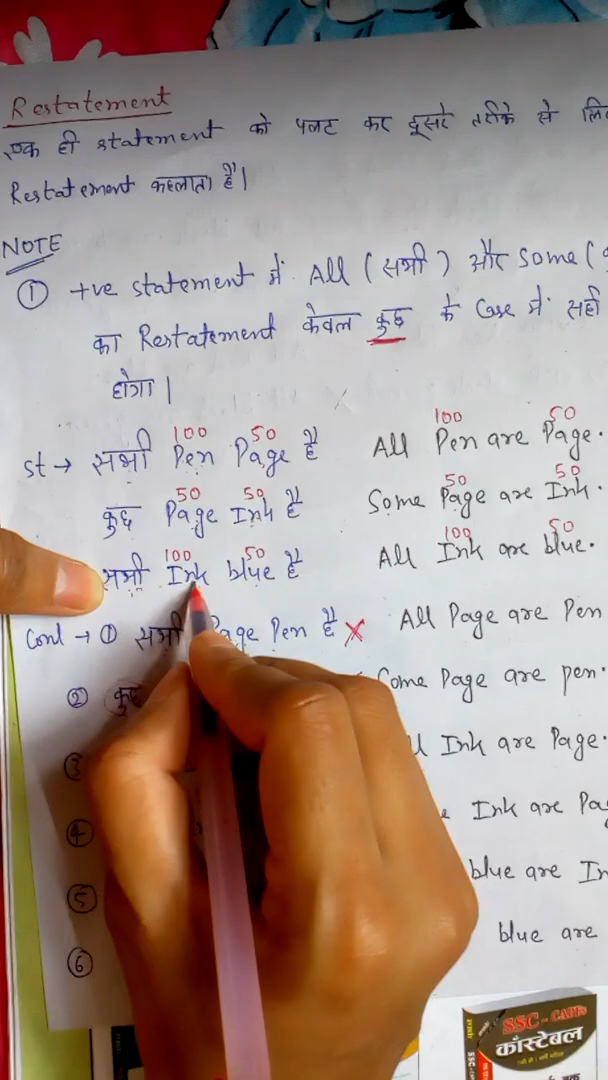 Restatement
एक ही statement को पलट कर दूसरे तरीके से
Restatement कहलाता है।
NOTE
① +ve statement में All (सभी) और Some (
का Restatement केवल कुछ के Case में सही
होगा।
100 50 100 50
st → सभी Pen Page है All Pen are Page.
50 50 50 50
कुछ Page Ink है Some Page are Ink.
100 50 100 50
सभी Ink blue है All Ink are blue.
Conl → ① सभी Page Pen है × All Page are Pen
② कुछ Some Page are pen.
③ Ink are Page.
④ Ink are
⑤ blue are
⑥ blue are
SSC-CAPFs
कॉंस्टेबल